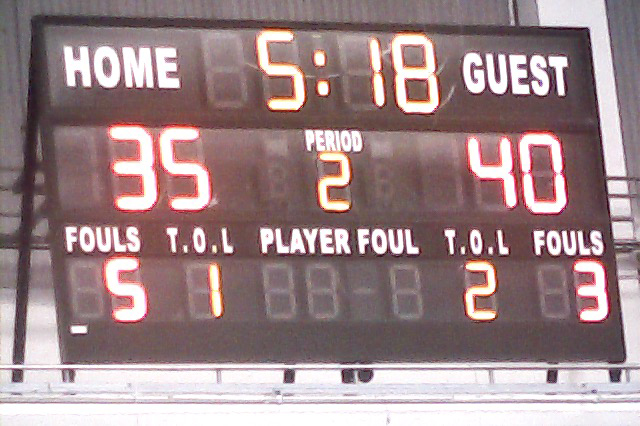 HOME 5:18 GUEST
PERIOD
35 2 40
FOULS T.O.L PLAYER FOUL T.O.L FOULS
5 1 2 3